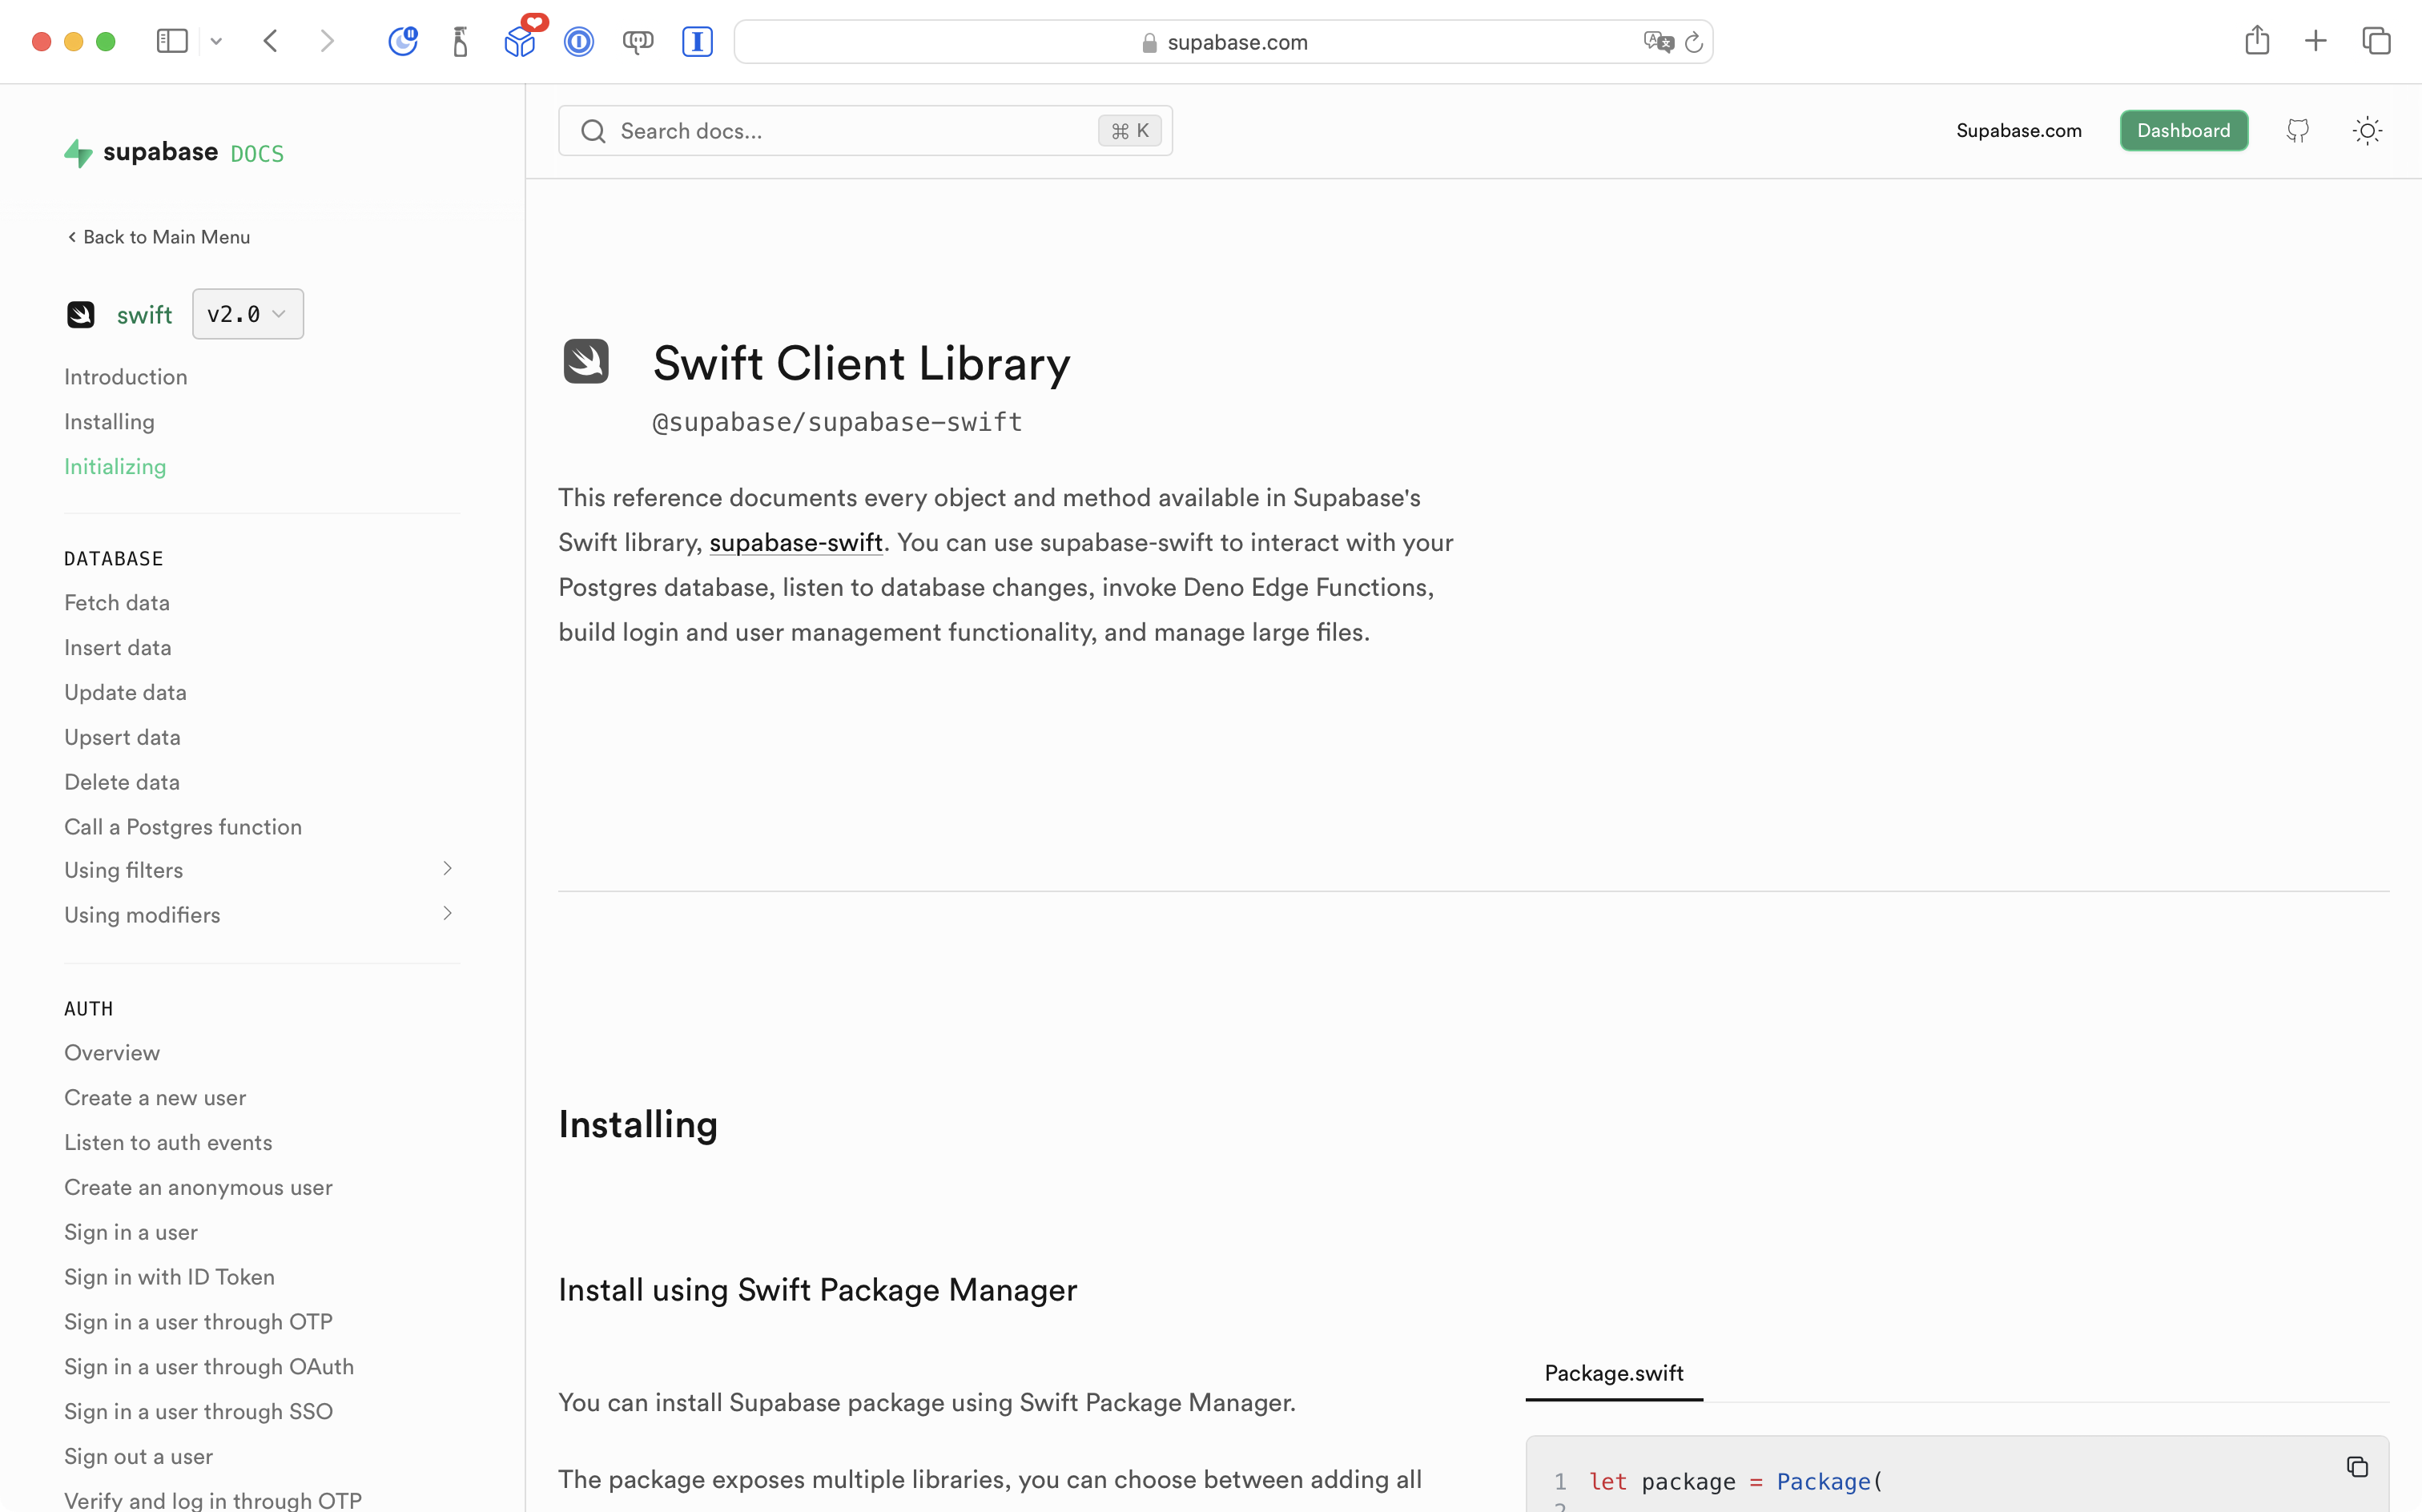 supabase.com
supabase DOCS
Search docs...
⌘ K
Supabase.com
Dashboard
Back to Main Menu
swift
v2.0
Introduction
Installing
Initializing
DATABASE
Fetch data
Insert data
Update data
Upsert data
Delete data
Call a Postgres function
Using filters
Using modifiers
AUTH
Overview
Create a new user
Listen to auth events
Create an anonymous user
Sign in a user
Sign in with ID Token
Sign in a user through OTP
Sign in a user through OAuth
Sign in a user through SSO
Sign out a user
Verify and log in through OTP
Swift Client Library
@supabase/supabase-swift
This reference documents every object and method available in Supabase's
Swift library, supabase-swift. You can use supabase-swift to interact with your
Postgres database, listen to database changes, invoke Deno Edge Functions,
build login and user management functionality, and manage large files.
Installing
Install using Swift Package Manager
You can install Supabase package using Swift Package Manager.
The package exposes multiple libraries, you can choose between adding all
Package.swift
1 let package = Package(
2